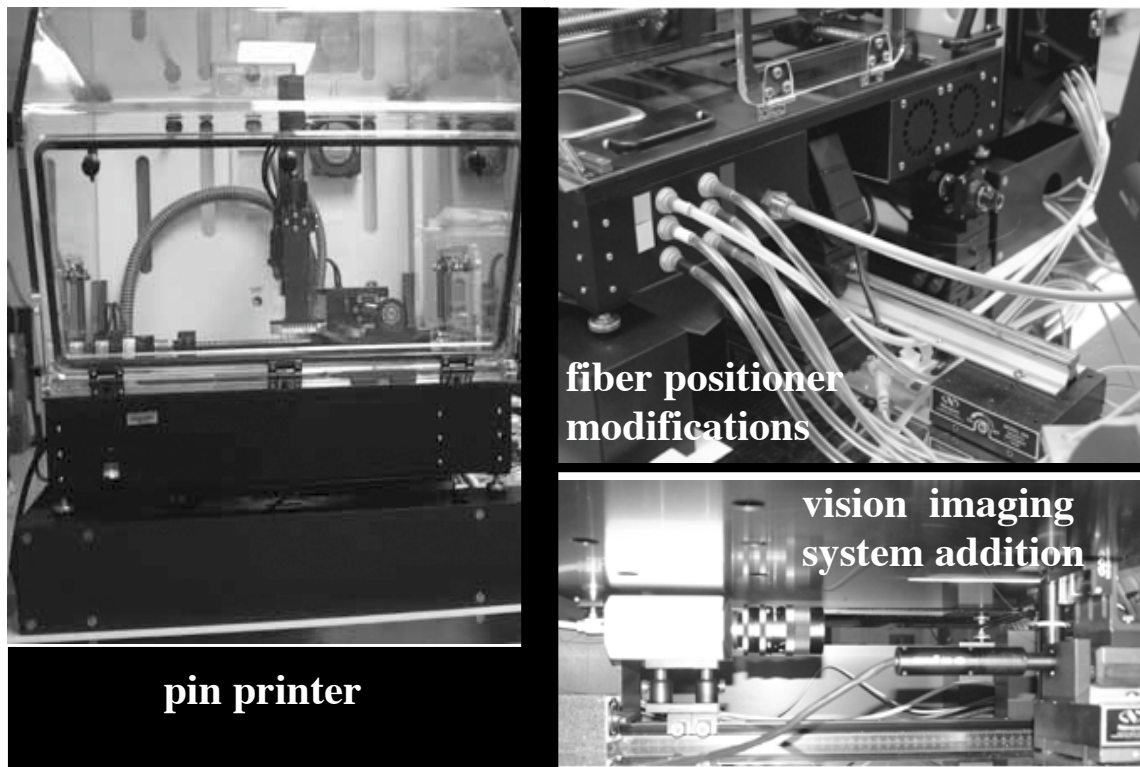 pin printer
fiber positioner
modifications
vision imaging
system addition